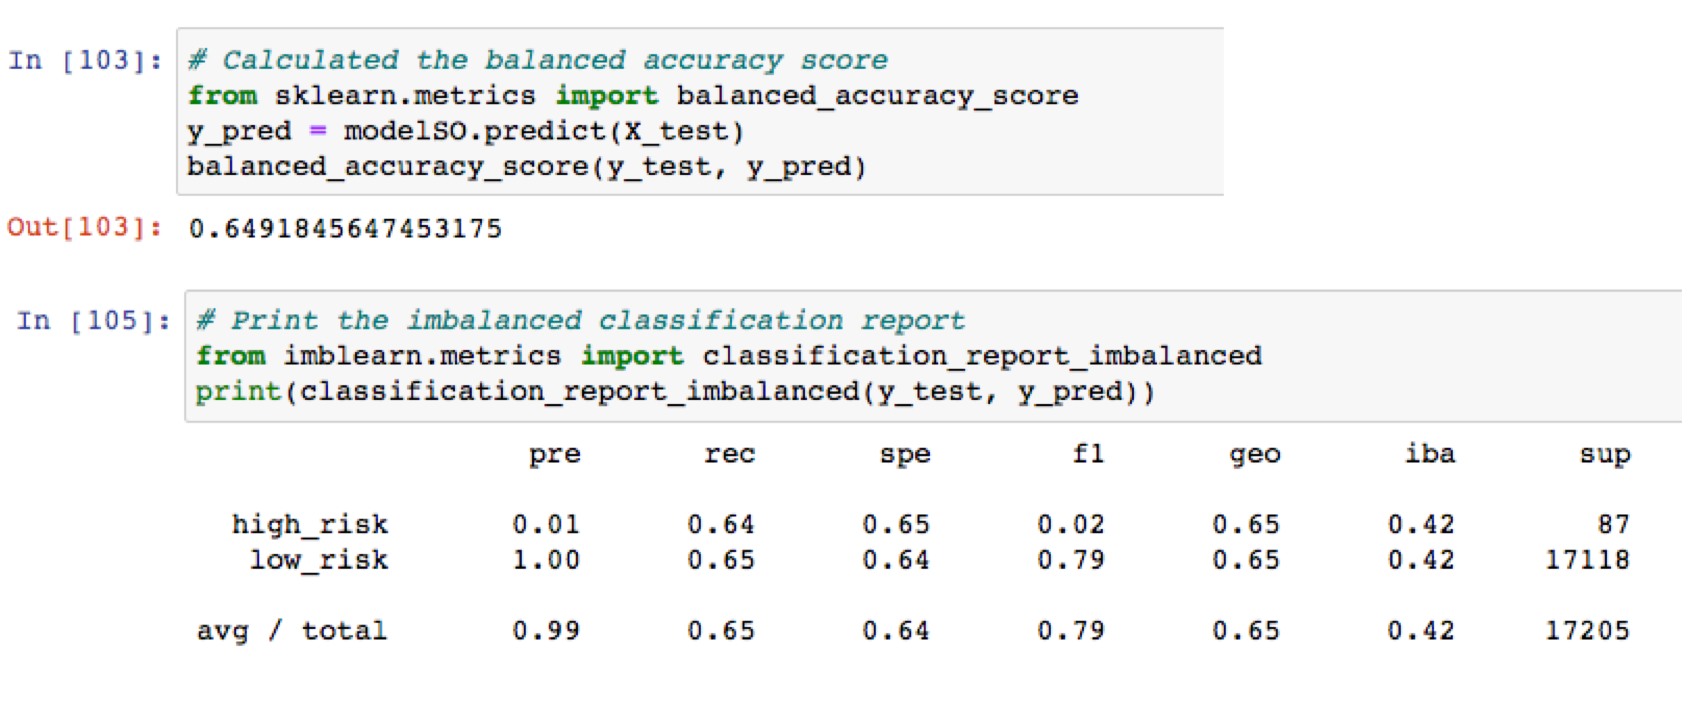 In [103]: # Calculated the balanced accuracy score
from sklearn.metrics import balanced_accuracy_score
y_pred = modelSO.predict(X_test)
balanced_accuracy_score(y_test, y_pred)
Out[103]: 0.6491845647453175
In [105]: # Print the imbalanced classification report
from imblearn.metrics import classification_report_imbalanced
print(classification_report_imbalanced(y_test, y_pred))
pre rec spe f1 geo iba sup
high_risk 0.01 0.64 0.65 0.02 0.65 0.42 87
low_risk 1.00 0.65 0.64 0.79 0.65 0.42 17118
avg / total 0.99 0.65 0.64 0.79 0.65 0.42 17205